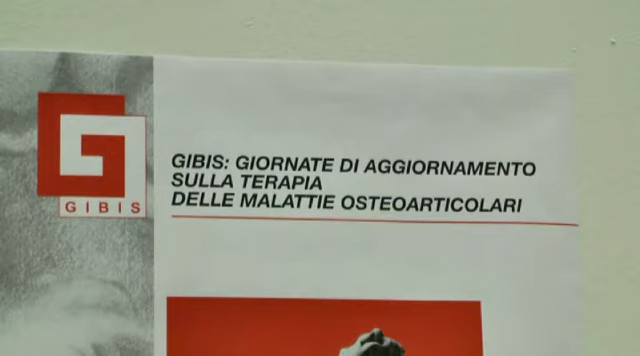 GIBIS
GIBIS: GIORNATE DI AGGIORNAMENTO
SULLA TERAPIA
DELLE MALATTIE OSTEOARTICOLARI